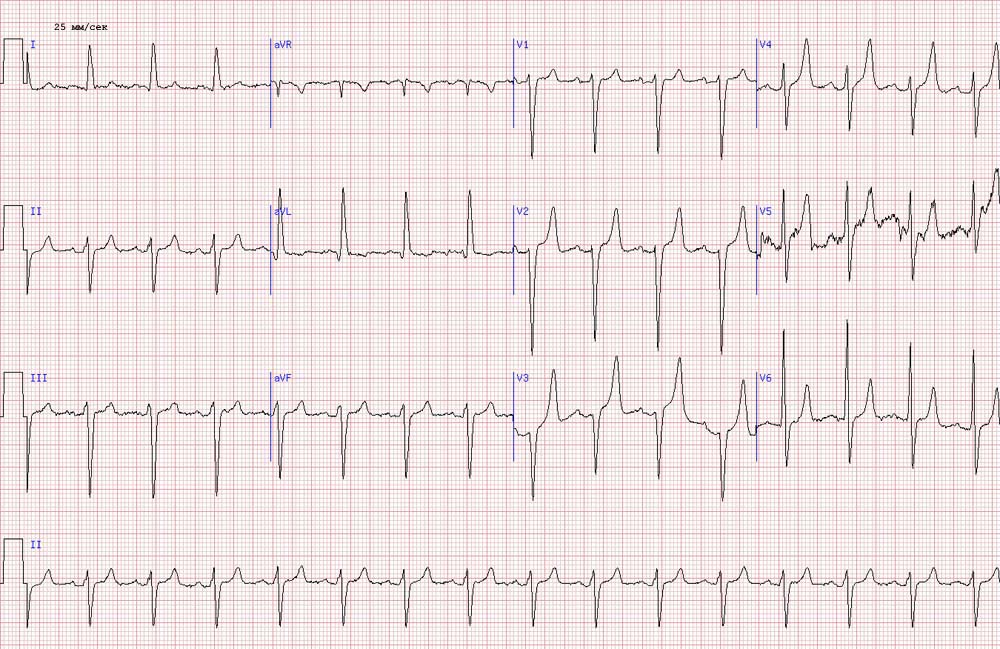 25 мм/сек
I aVR V1 V4
II aVL V2 V5
III aVF V3 V6
II